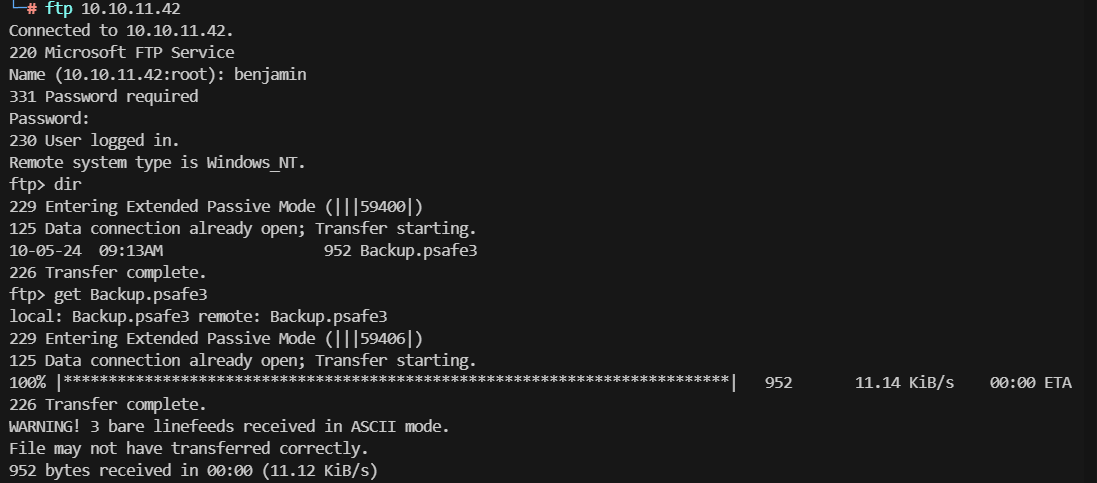 └─# ftp 10.10.11.42
Connected to 10.10.11.42.
220 Microsoft FTP Service
Name (10.10.11.42:root): benjamin
331 Password required
Password:
230 User logged in.
Remote system type is Windows_NT.
ftp> dir
229 Entering Extended Passive Mode (|||59400|)
125 Data connection already open; Transfer starting.
10-05-24  09:13AM                  952 Backup.psafe3
226 Transfer complete.
ftp> get Backup.psafe3
local: Backup.psafe3 remote: Backup.psafe3
229 Entering Extended Passive Mode (|||59406|)
125 Data connection already open; Transfer starting.
100% |**************************************************************************|   952       11.14 KiB/s    00:00 ETA
226 Transfer complete.
WARNING! 3 bare linefeeds received in ASCII mode.
File may not have transferred correctly.
952 bytes received in 00:00 (11.12 KiB/s)